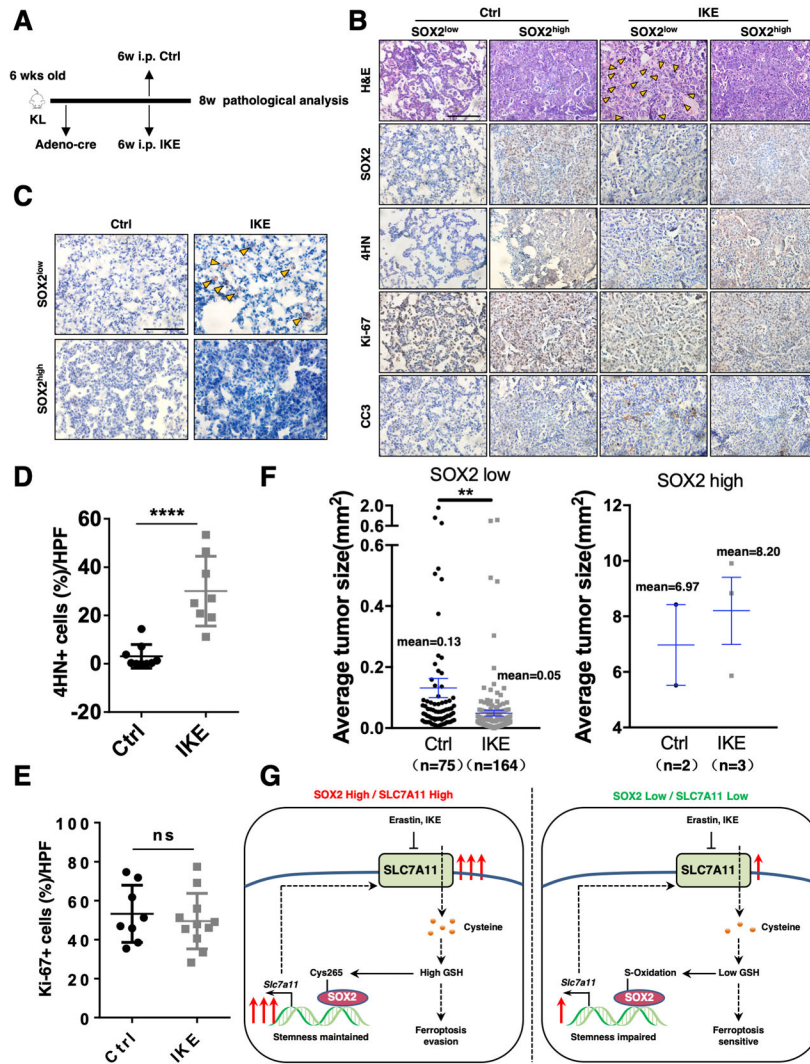 A
6 wks old
KL
Adeno-cre
6w i.p. Ctrl
6w i.p. IKE
8w pathological analysis
B
Ctrl
IKE
SOX2low
SOX2high
SOX2low
SOX2high
H&E
SOX2
4HN
Ki-67
CC3
C
Ctrl
IKE
SOX2low
SOX2high
D
4HN+ cells (%)/HPF
60
40
20
0
-20
****
Ctrl
IKE
E
Ki-67+ cells (%)/HPF
100
80
60
40
20
0
ns
Ctrl
IKE
F
SOX2 low
Average tumor size(mm2)
2.0
0.6
0.6
0.4
0.2
0.0
**
mean=0.13
mean=0.05
Ctrl
IKE
(n=75)
(n=164)
SOX2 high
Average tumor size(mm2)
12
10
8
6
4
mean=6.97
mean=8.20
Ctrl
IKE
(n=2)
(n=3)
G
SOX2 High / SLC7A11 High
Erastin, IKE
SLC7A11
Cysteine
Cys265
High GSH
Slc7a11
SOX2
Stemness maintained
Ferroptosis
evasion
SOX2 Low / SLC7A11 Low
Erastin, IKE
SLC7A11
Cysteine
S-Oxidation
Low GSH
Slc7a11
SOX2
Stemness impaired
Ferroptosis
sensitive